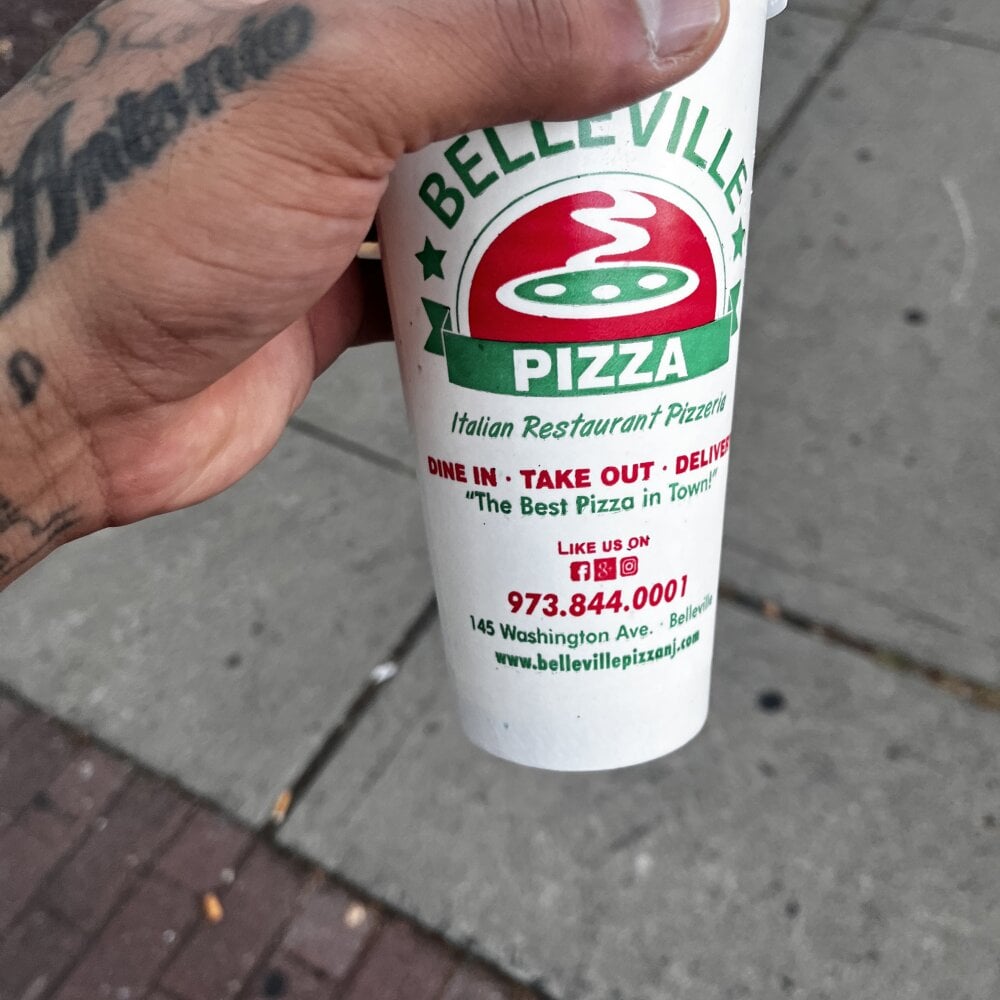 Antonio
BELLEVILLE
PIZZA
Italian Restaurant Pizzeria
DINE IN · TAKE OUT · DELIVE
"The Best Pizza in Town!"
LIKE US ON
f g+
973.844.0001
145 Washington Ave. · Belleville
www.bellevillepizzanj.com